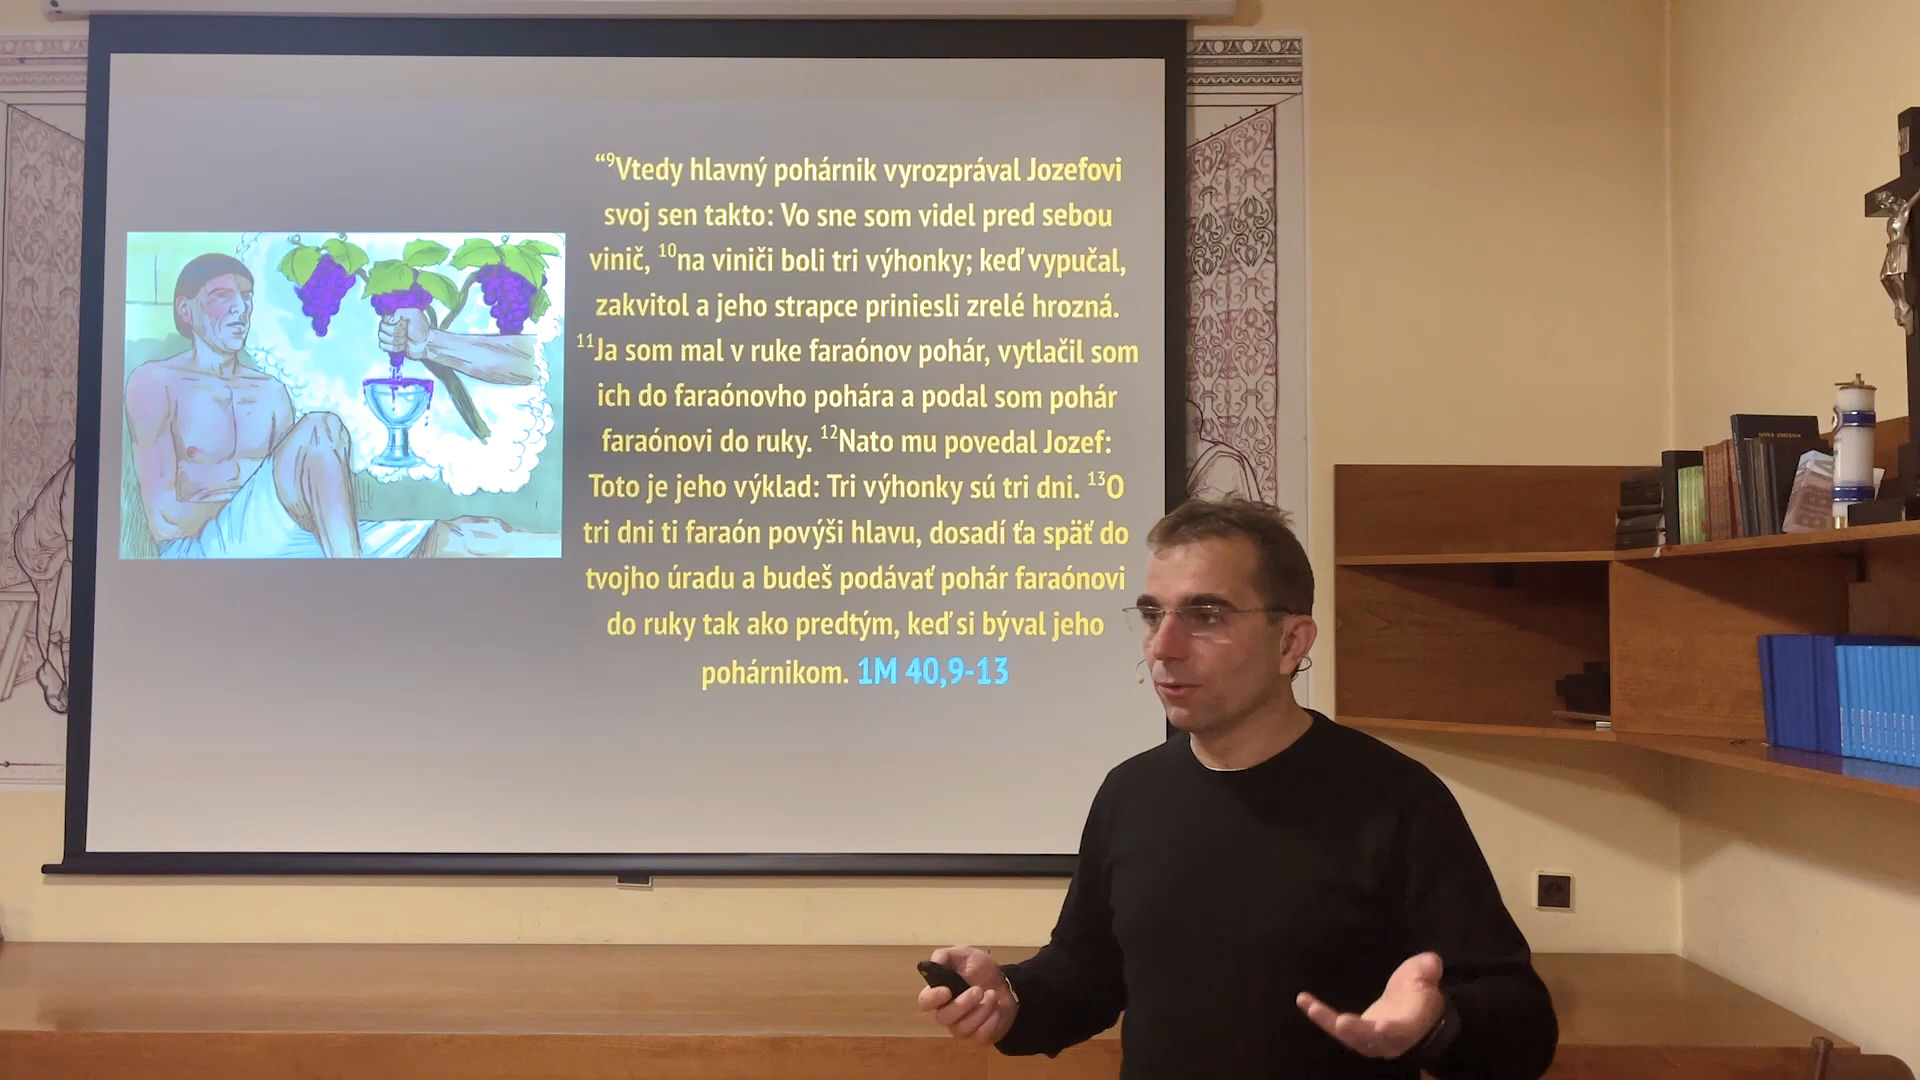 “⁹Vtedy hlavný pohárnik vyrozprával Jozefovi
svoj sen takto: Vo sne som videl pred sebou
vinič, ¹⁰na viniči boli tri výhonky; keď vypučal,
zakvitol a jeho strapce priniesli zrelé hrozná.
¹¹Ja som mal v ruke faraónov pohár, vytlačil som
ich do faraónovho pohára a podal som pohár
faraónovi do ruky. ¹²Nato mu povedal Jozef:
Toto je jeho výklad: Tri výhonky sú tri dni. ¹³O
tri dni ti faraón povýši hlavu, dosadí ťa späť do
tvojho úradu a budeš podávať pohár faraónovi
do ruky tak ako predtým, keď si býval jeho
pohárnikom. 1M 40,9-13
BIBLIA